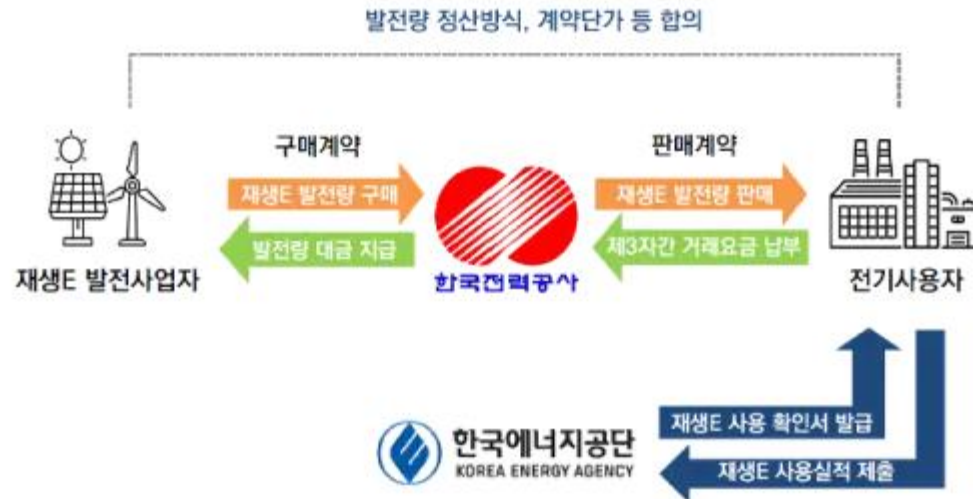 발전량 정산방식, 계약단가 등 합의
구매계약
판매계약
재생E 발전량 구매
재생E 발전량 판매
발전량 대금 지급
제3자간 거래요금 납부
한국전력공사
재생E 발전사업자
전기사용자
재생E 사용 확인서 발급
한국에너지공단
KOREA ENERGY AGENCY
재생E 사용실적 제출